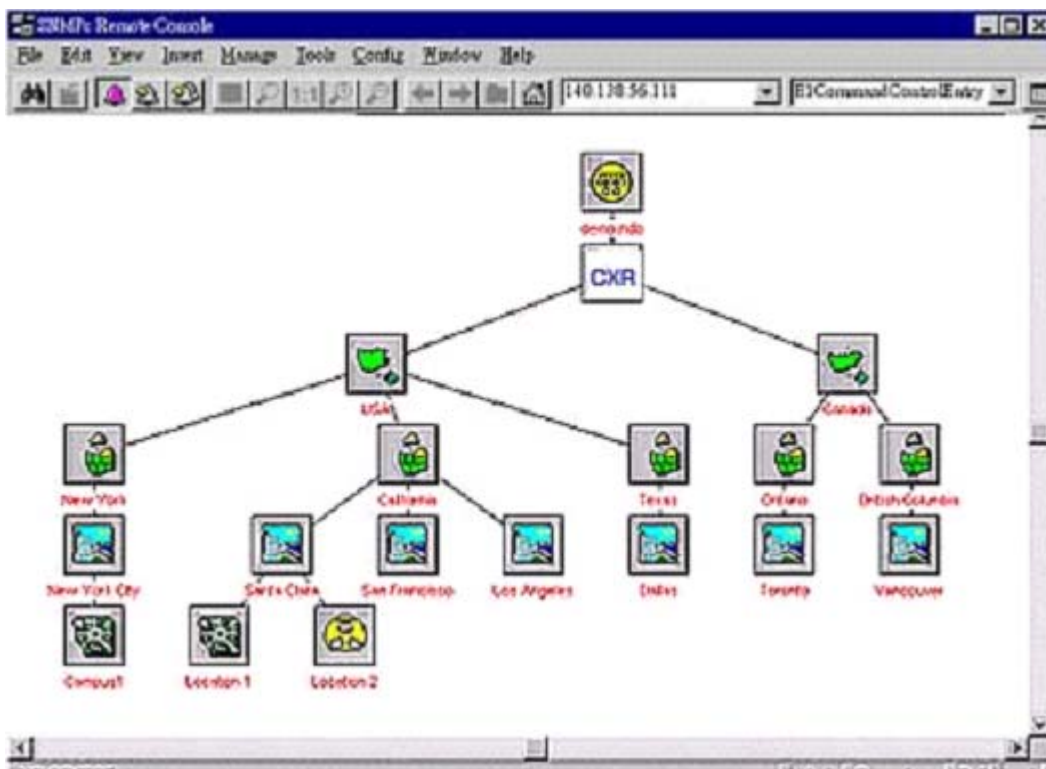 SNMPc Remote Console
File Edit View Insert Manage Tools Config Window Help
140.138.56.111
E1CommandControlEntry
CXR
USA
Canada
New York
California
Texas
Ontario
British Columbia
New York City
Santa Clara
San Francisco
Los Angeles
Dallas
Toronto
Vancouver
Campus1
Location 1
Location 2